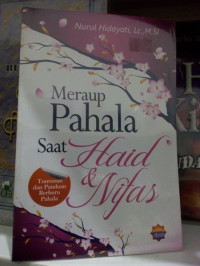 Nurul Hidayati, Lc., M.Si
Meraup
Pahala
Saat Haid
& Nifas
Tuntunan
dan Panduan
Berburu
Pahala